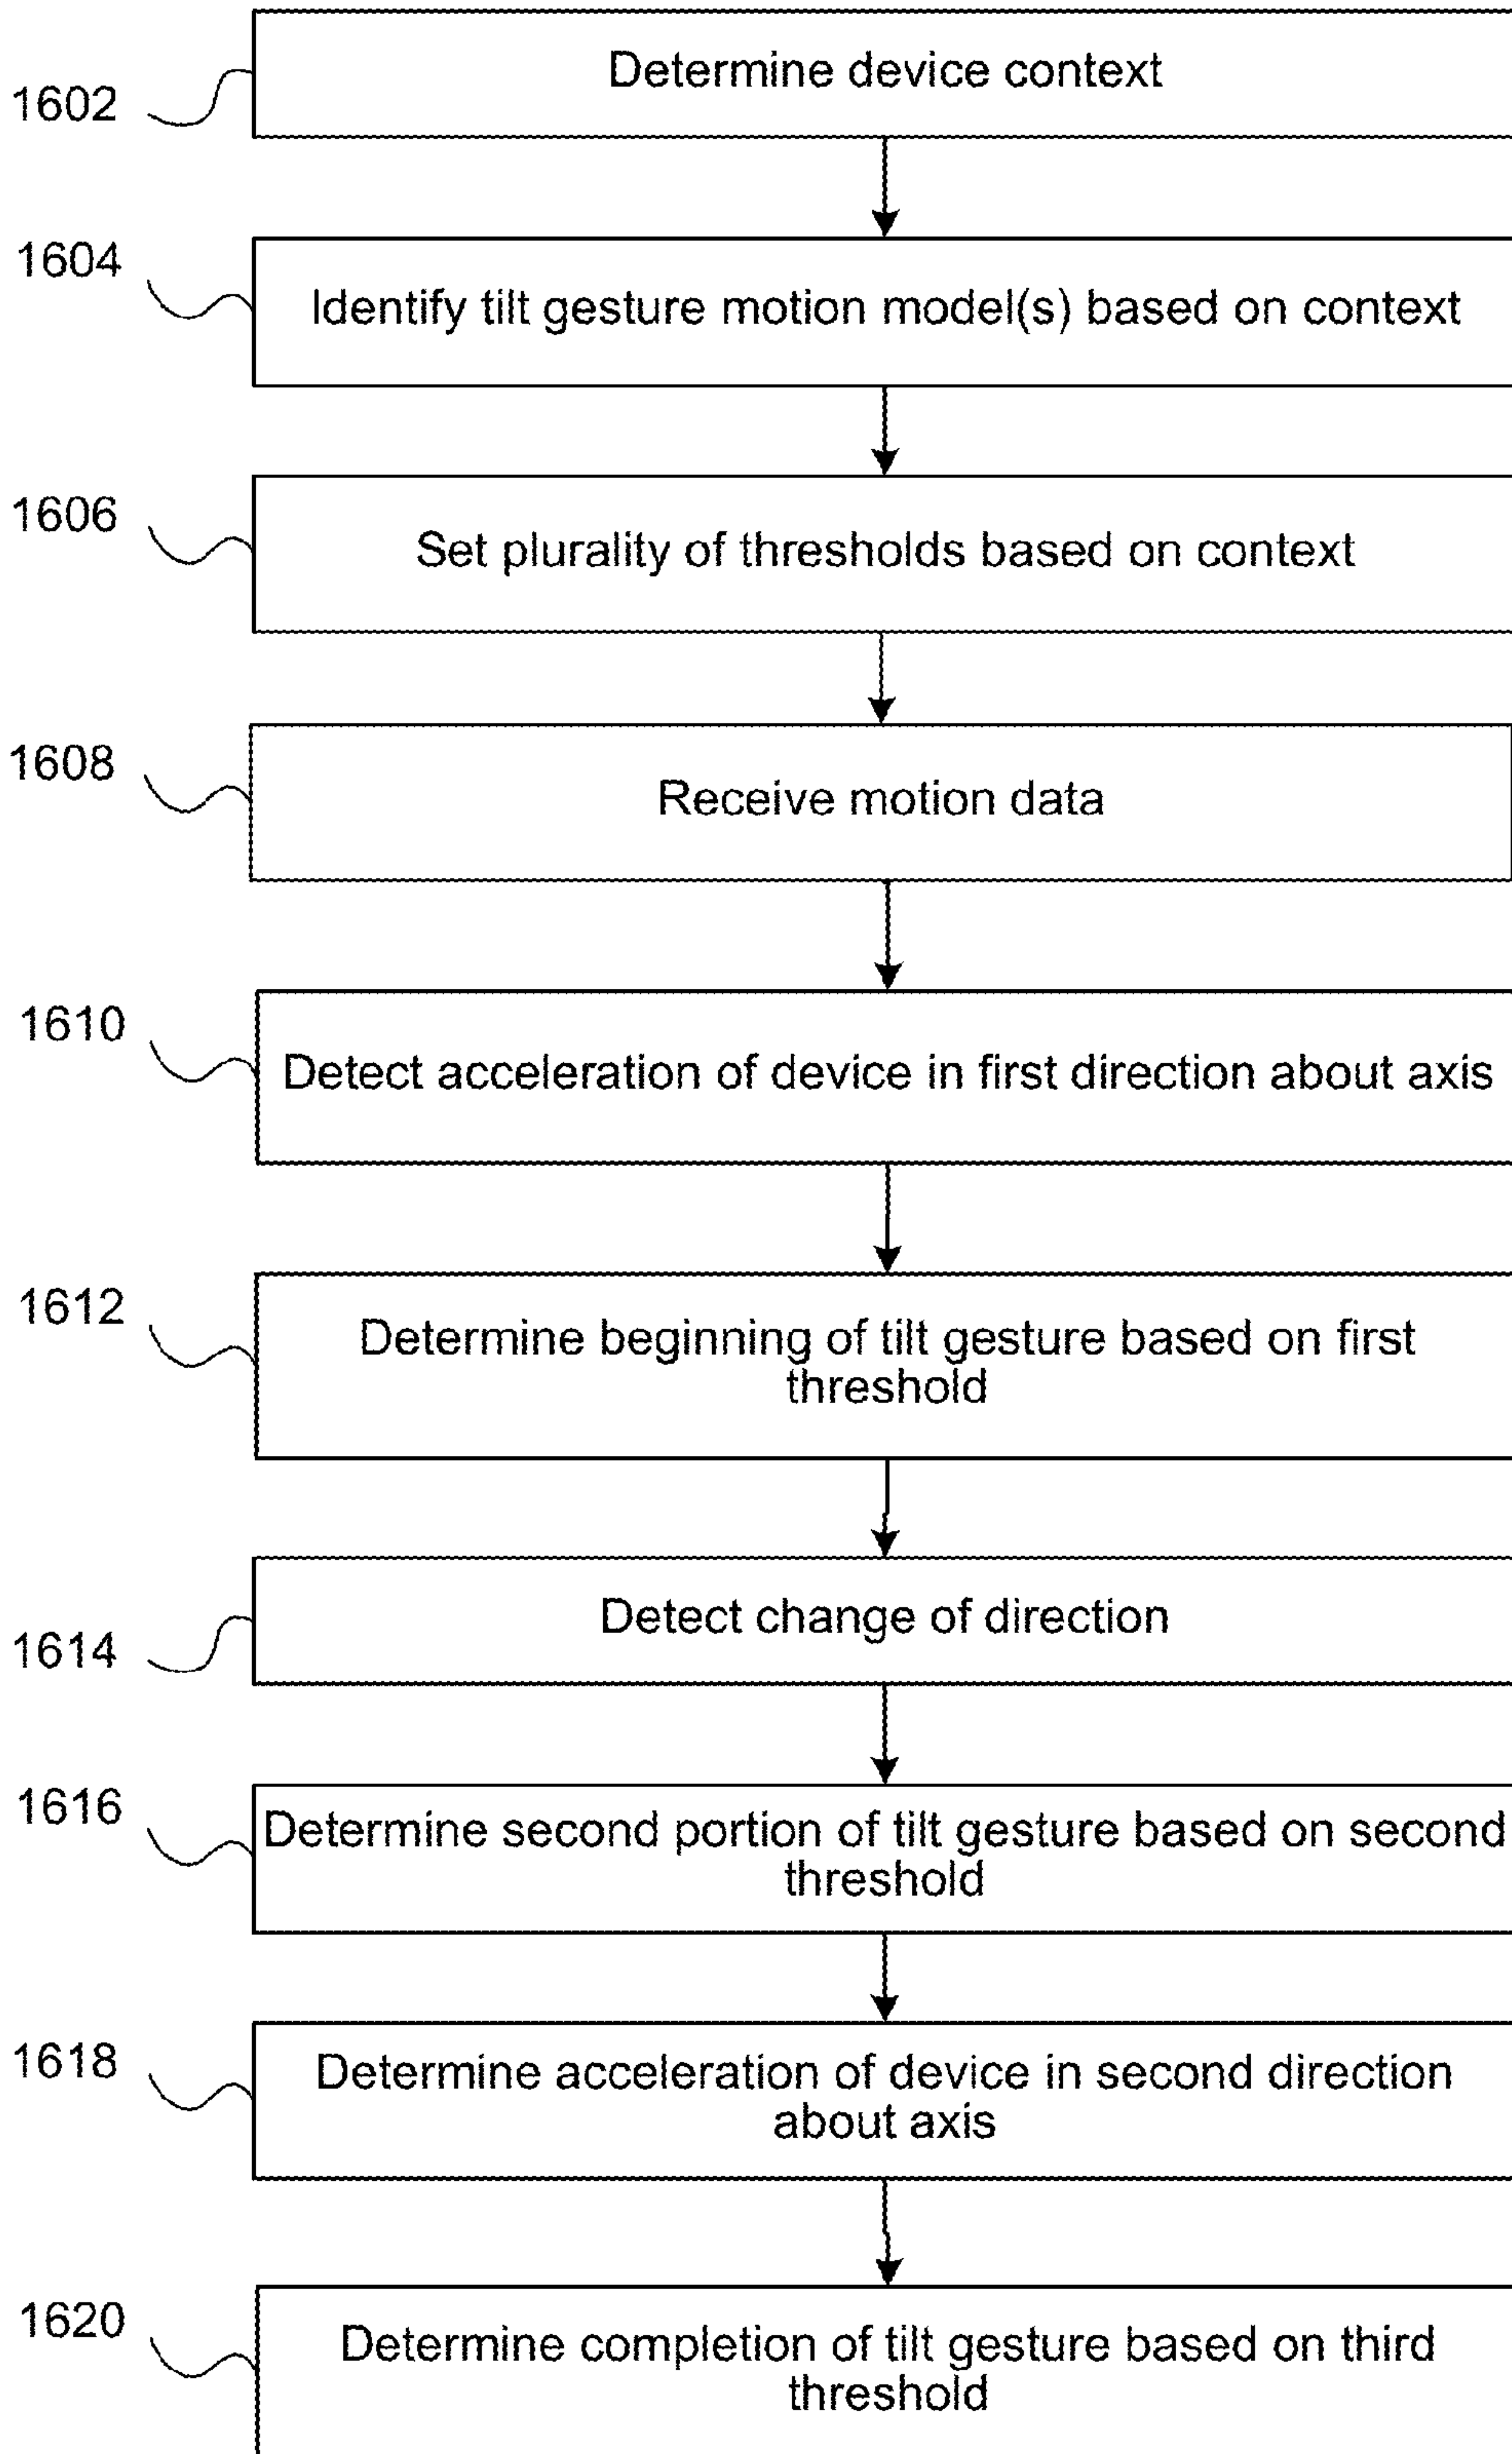 Determine device context
1602
1604
Identify tilt gesture motion model(s) based on context
1606
Set plurality of thresholds based on context
1608
Receive motion data
1610
Detect acceleration of device in first direction about axis
1612
Determine beginning of tilt gesture based on first
threshold
Detect change of direction
1614
1616
Determine second portion of tilt gesture based on second
threshold
1618
Determine acceleration of device in second direction
about axis
1620
Determine completion of tilt gesture based on third
threshold